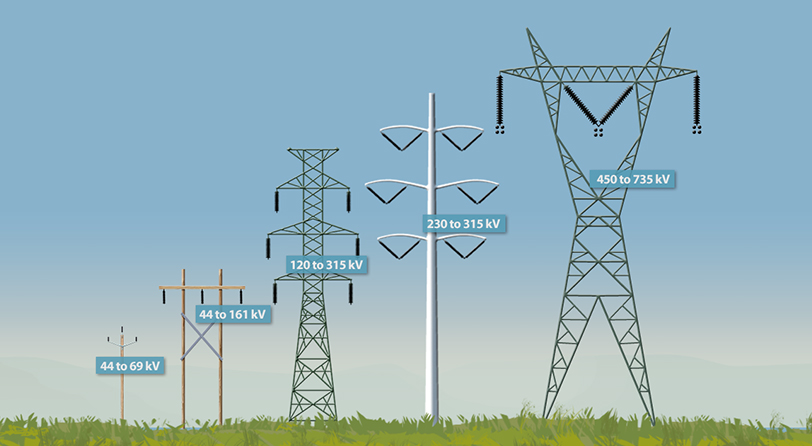 44 to 69 kV
44 to 161 kV
120 to 315 kV
230 to 315 kV
450 to 735 kV